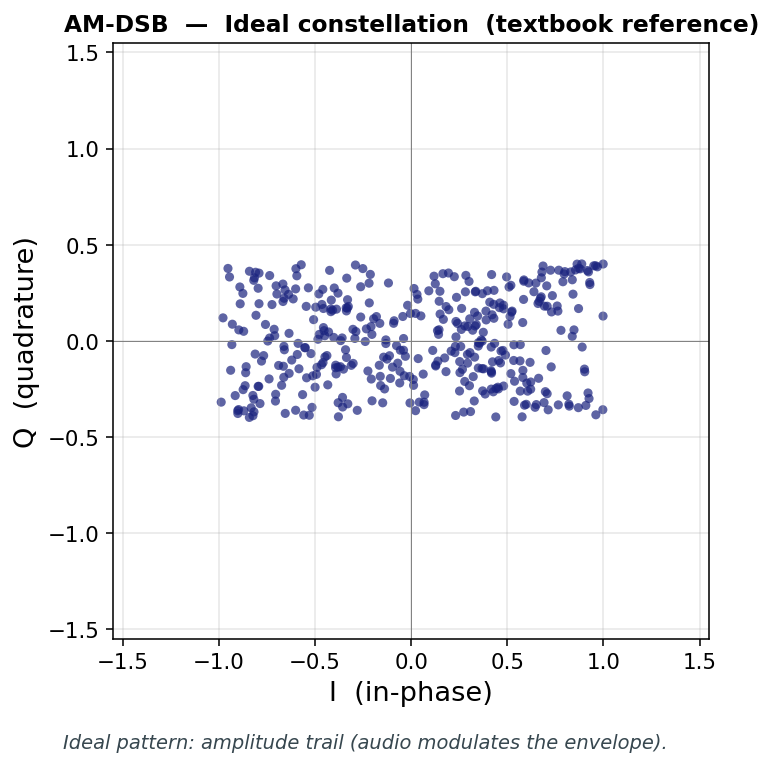 AM-DSB — Ideal constellation (textbook reference)
1.5
1.0
0.5
0.0
−0.5
−1.0
−1.5
Q (quadrature)
−1.5 −1.0 −0.5 0.0 0.5 1.0 1.5
I (in-phase)
Ideal pattern: amplitude trail (audio modulates the envelope).